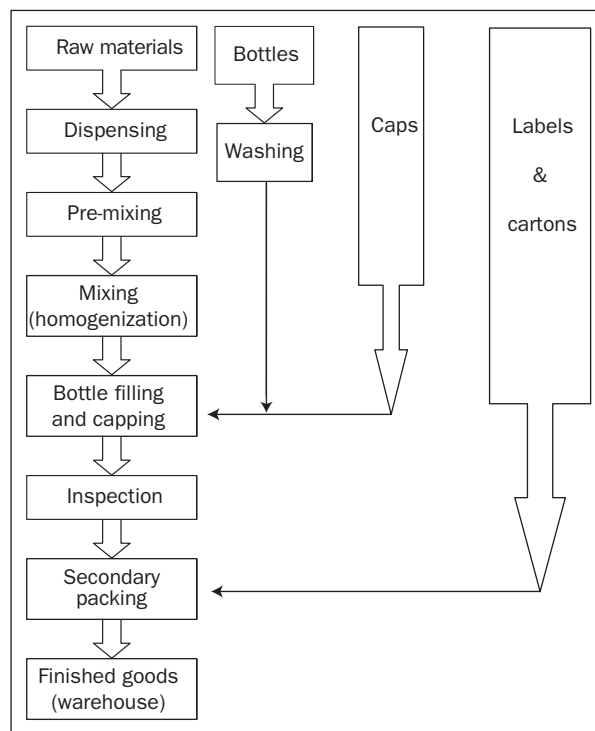 Raw materials
Dispensing
Pre-mixing
Mixing
(homogenization)
Bottle filling
and capping
Inspection
Secondary
packing
Finished goods
(warehouse)
Bottles
Washing
Caps
Labels
&
cartons